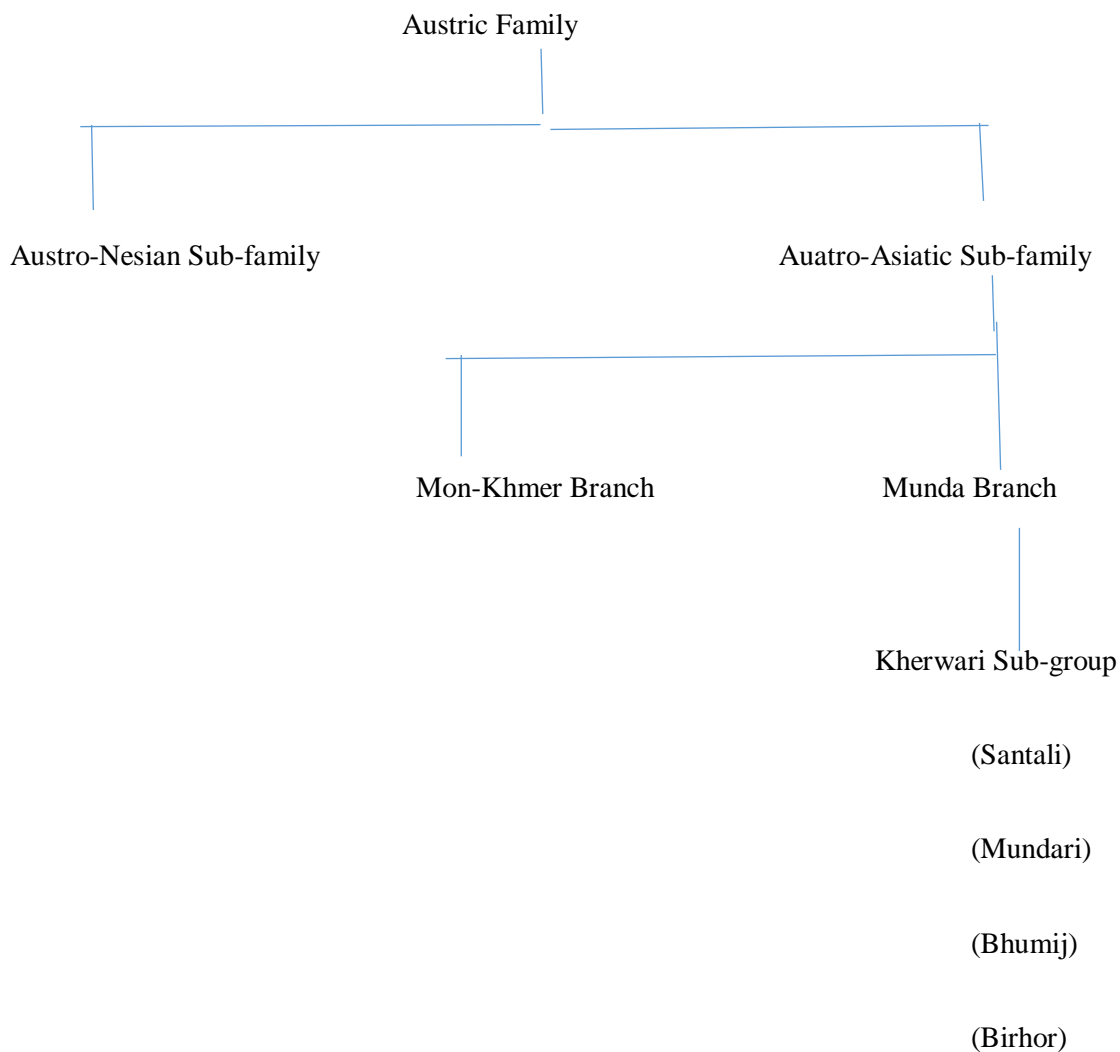 Austric Family
Austro-Nesian Sub-family Auatro-Asiatic Sub-family
Mon-Khmer Branch Munda Branch
Kherwari Sub-group
(Santali)
(Mundari)
(Bhumij)
(Birhor)